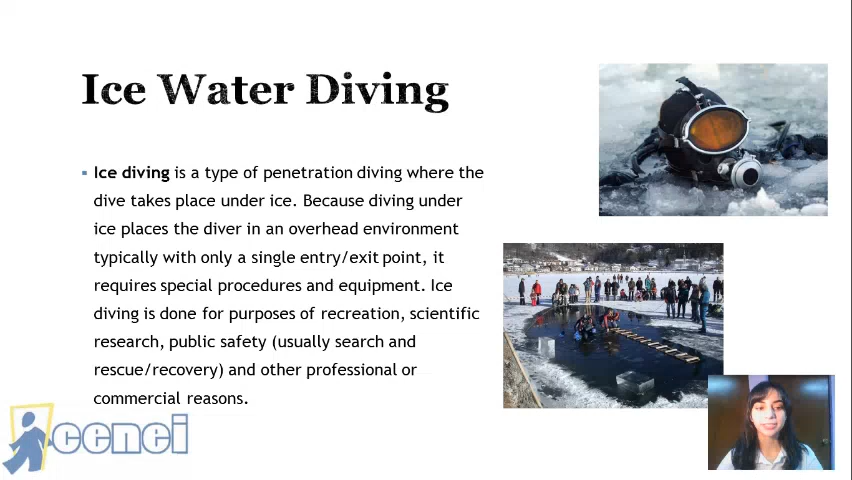 Ice Water Diving
Ice diving is a type of penetration diving where the
dive takes place under ice. Because diving under
ice places the diver in an overhead environment
typically with only a single entry/exit point, it
requires special procedures and equipment. Ice
diving is done for purposes of recreation, scientific
research, public safety (usually search and
rescue/recovery) and other professional or
commercial reasons.
cenei